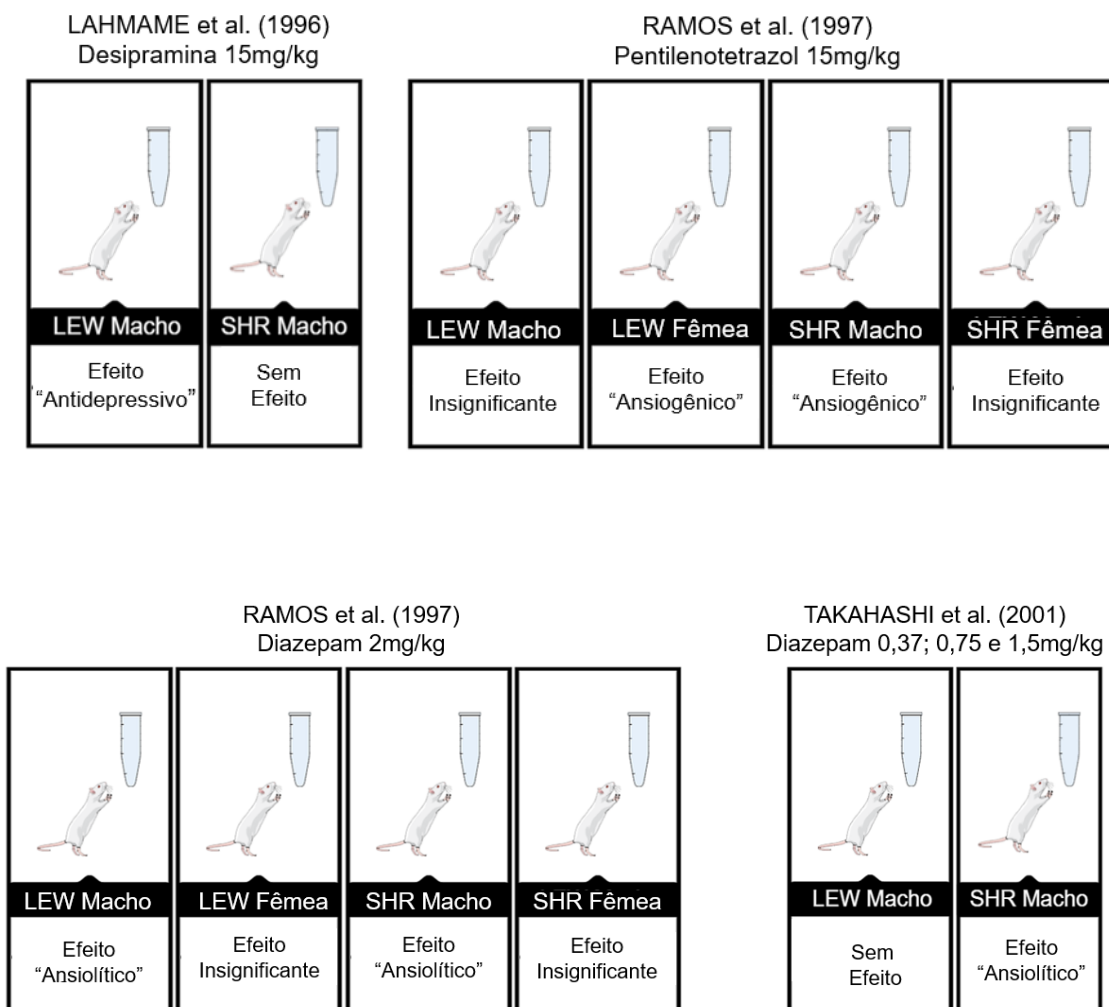 LAHMAME et al. (1996)
Desipramina 15mg/kg
LEW Macho
SHR Macho
Efeito
“Antidepressivo”
Sem
Efeito
RAMOS et al. (1997)
Pentilenotetrazol 15mg/kg
LEW Macho
LEW Fêmea
SHR Macho
SHR Fêmea
Efeito
Insignificante
Efeito
“Ansiogênico”
Efeito
“Ansiogênico”
Efeito
Insignificante
RAMOS et al. (1997)
Diazepam 2mg/kg
LEW Macho
LEW Fêmea
SHR Macho
SHR Fêmea
Efeito
“Ansiolítico”
Efeito
Insignificante
Efeito
“Ansiolítico”
Efeito
Insignificante
TAKAHASHI et al. (2001)
Diazepam 0,37; 0,75 e 1,5mg/kg
LEW Macho
SHR Macho
Sem
Efeito
Efeito
“Ansiolítico”